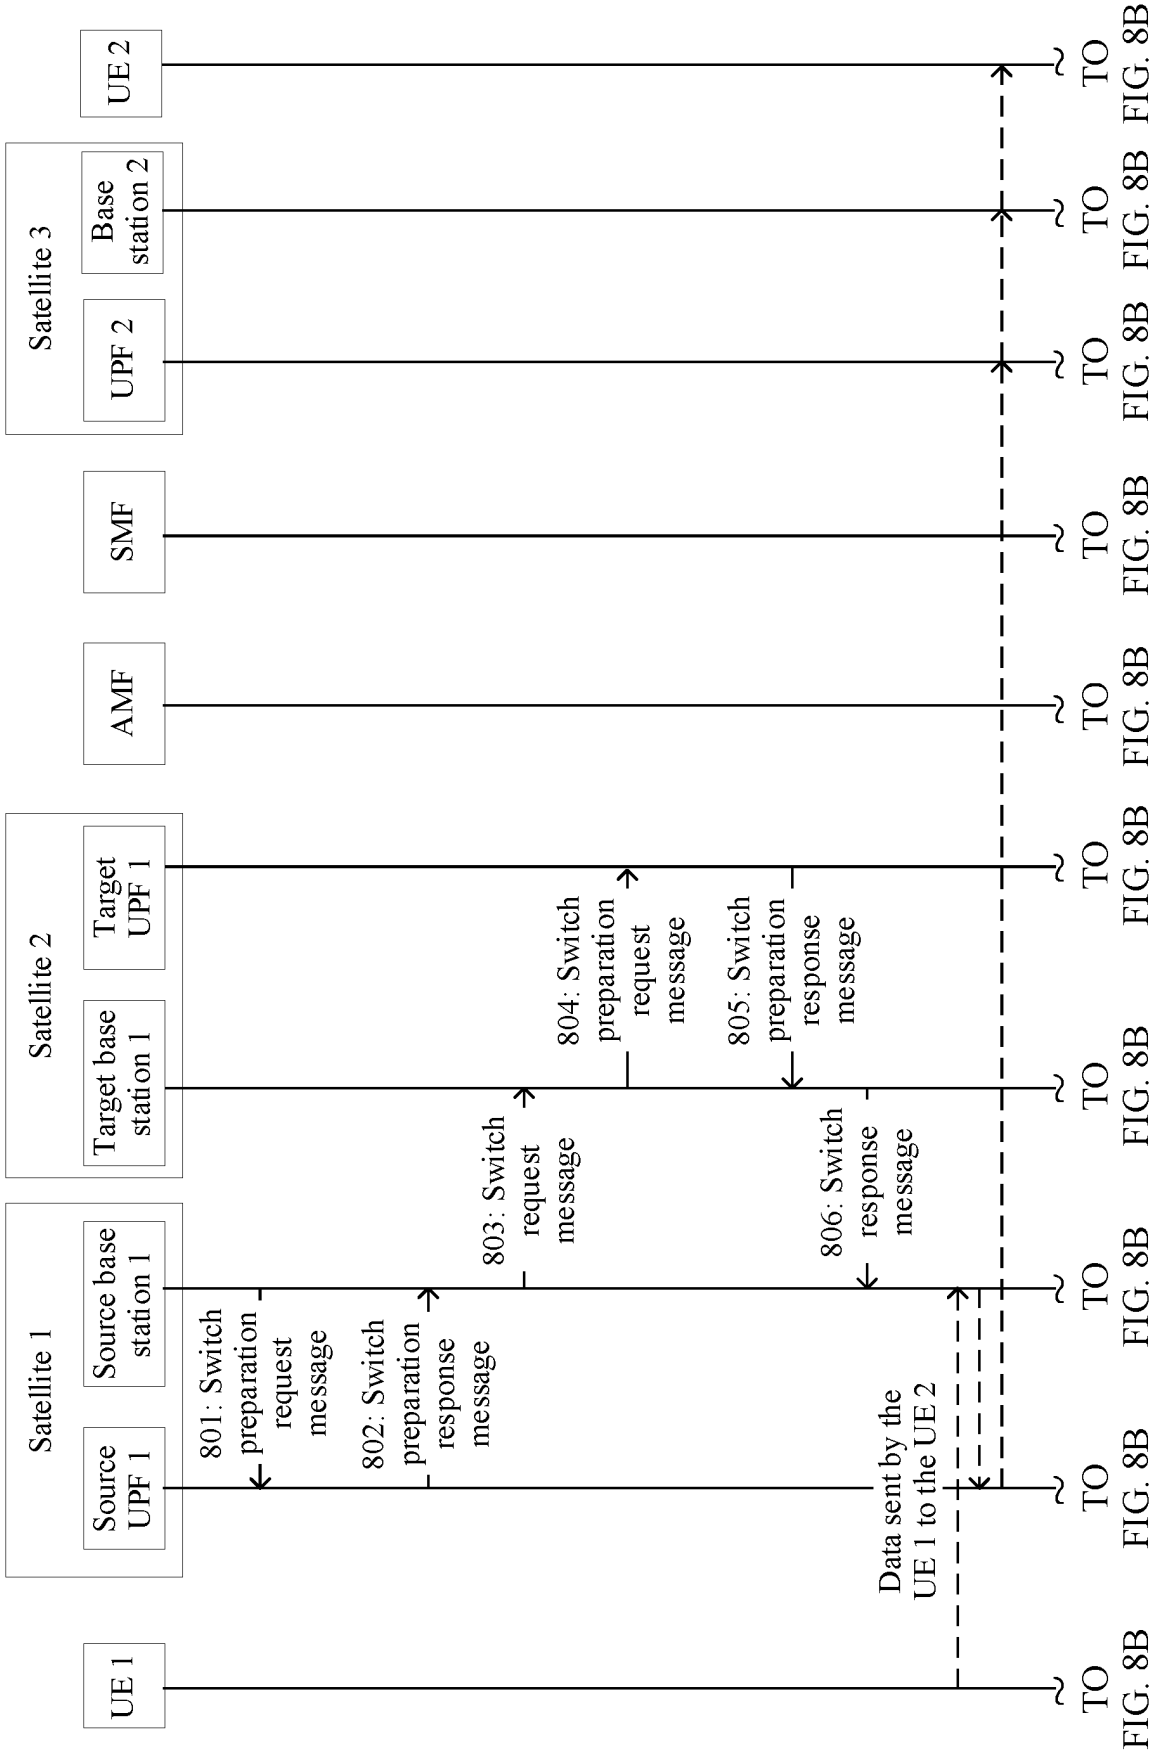 Satellite 1
Satellite 2
Satellite 3
UE 1
Source
UPF 1
Source base
station 1
Target base
station 1
Target
UPF 1
AMF
SMF
UPF 2
Base
station 2
UE 2
801: Switch
preparation
request
message
802: Switch
preparation
response
message
803: Switch
request
message
804: Switch
preparation
request
message
805: Switch
preparation
response
message
806: Switch
response
message
Data sent by the
UE 1 to the UE 2
TO
FIG. 8B
TO
FIG. 8B
TO
FIG. 8B
TO
FIG. 8B
TO
FIG. 8B
TO
FIG. 8B
TO
FIG. 8B
TO
FIG. 8B
TO
FIG. 8B
TO
FIG. 8B